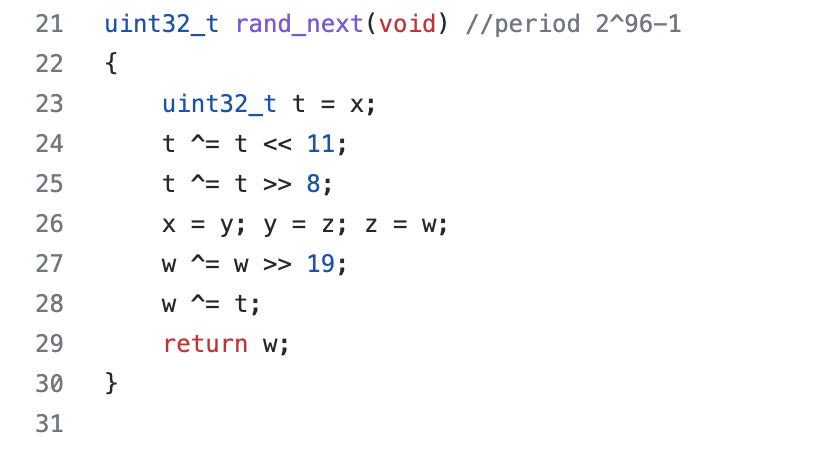 21 uint32_t rand_next(void) //period 2^96-1
22 {
23     uint32_t t = x;
24     t ^= t << 11;
25     t ^= t >> 8;
26     x = y; y = z; z = w;
27     w ^= w >> 19;
28     w ^= t;
29     return w;
30 }
31